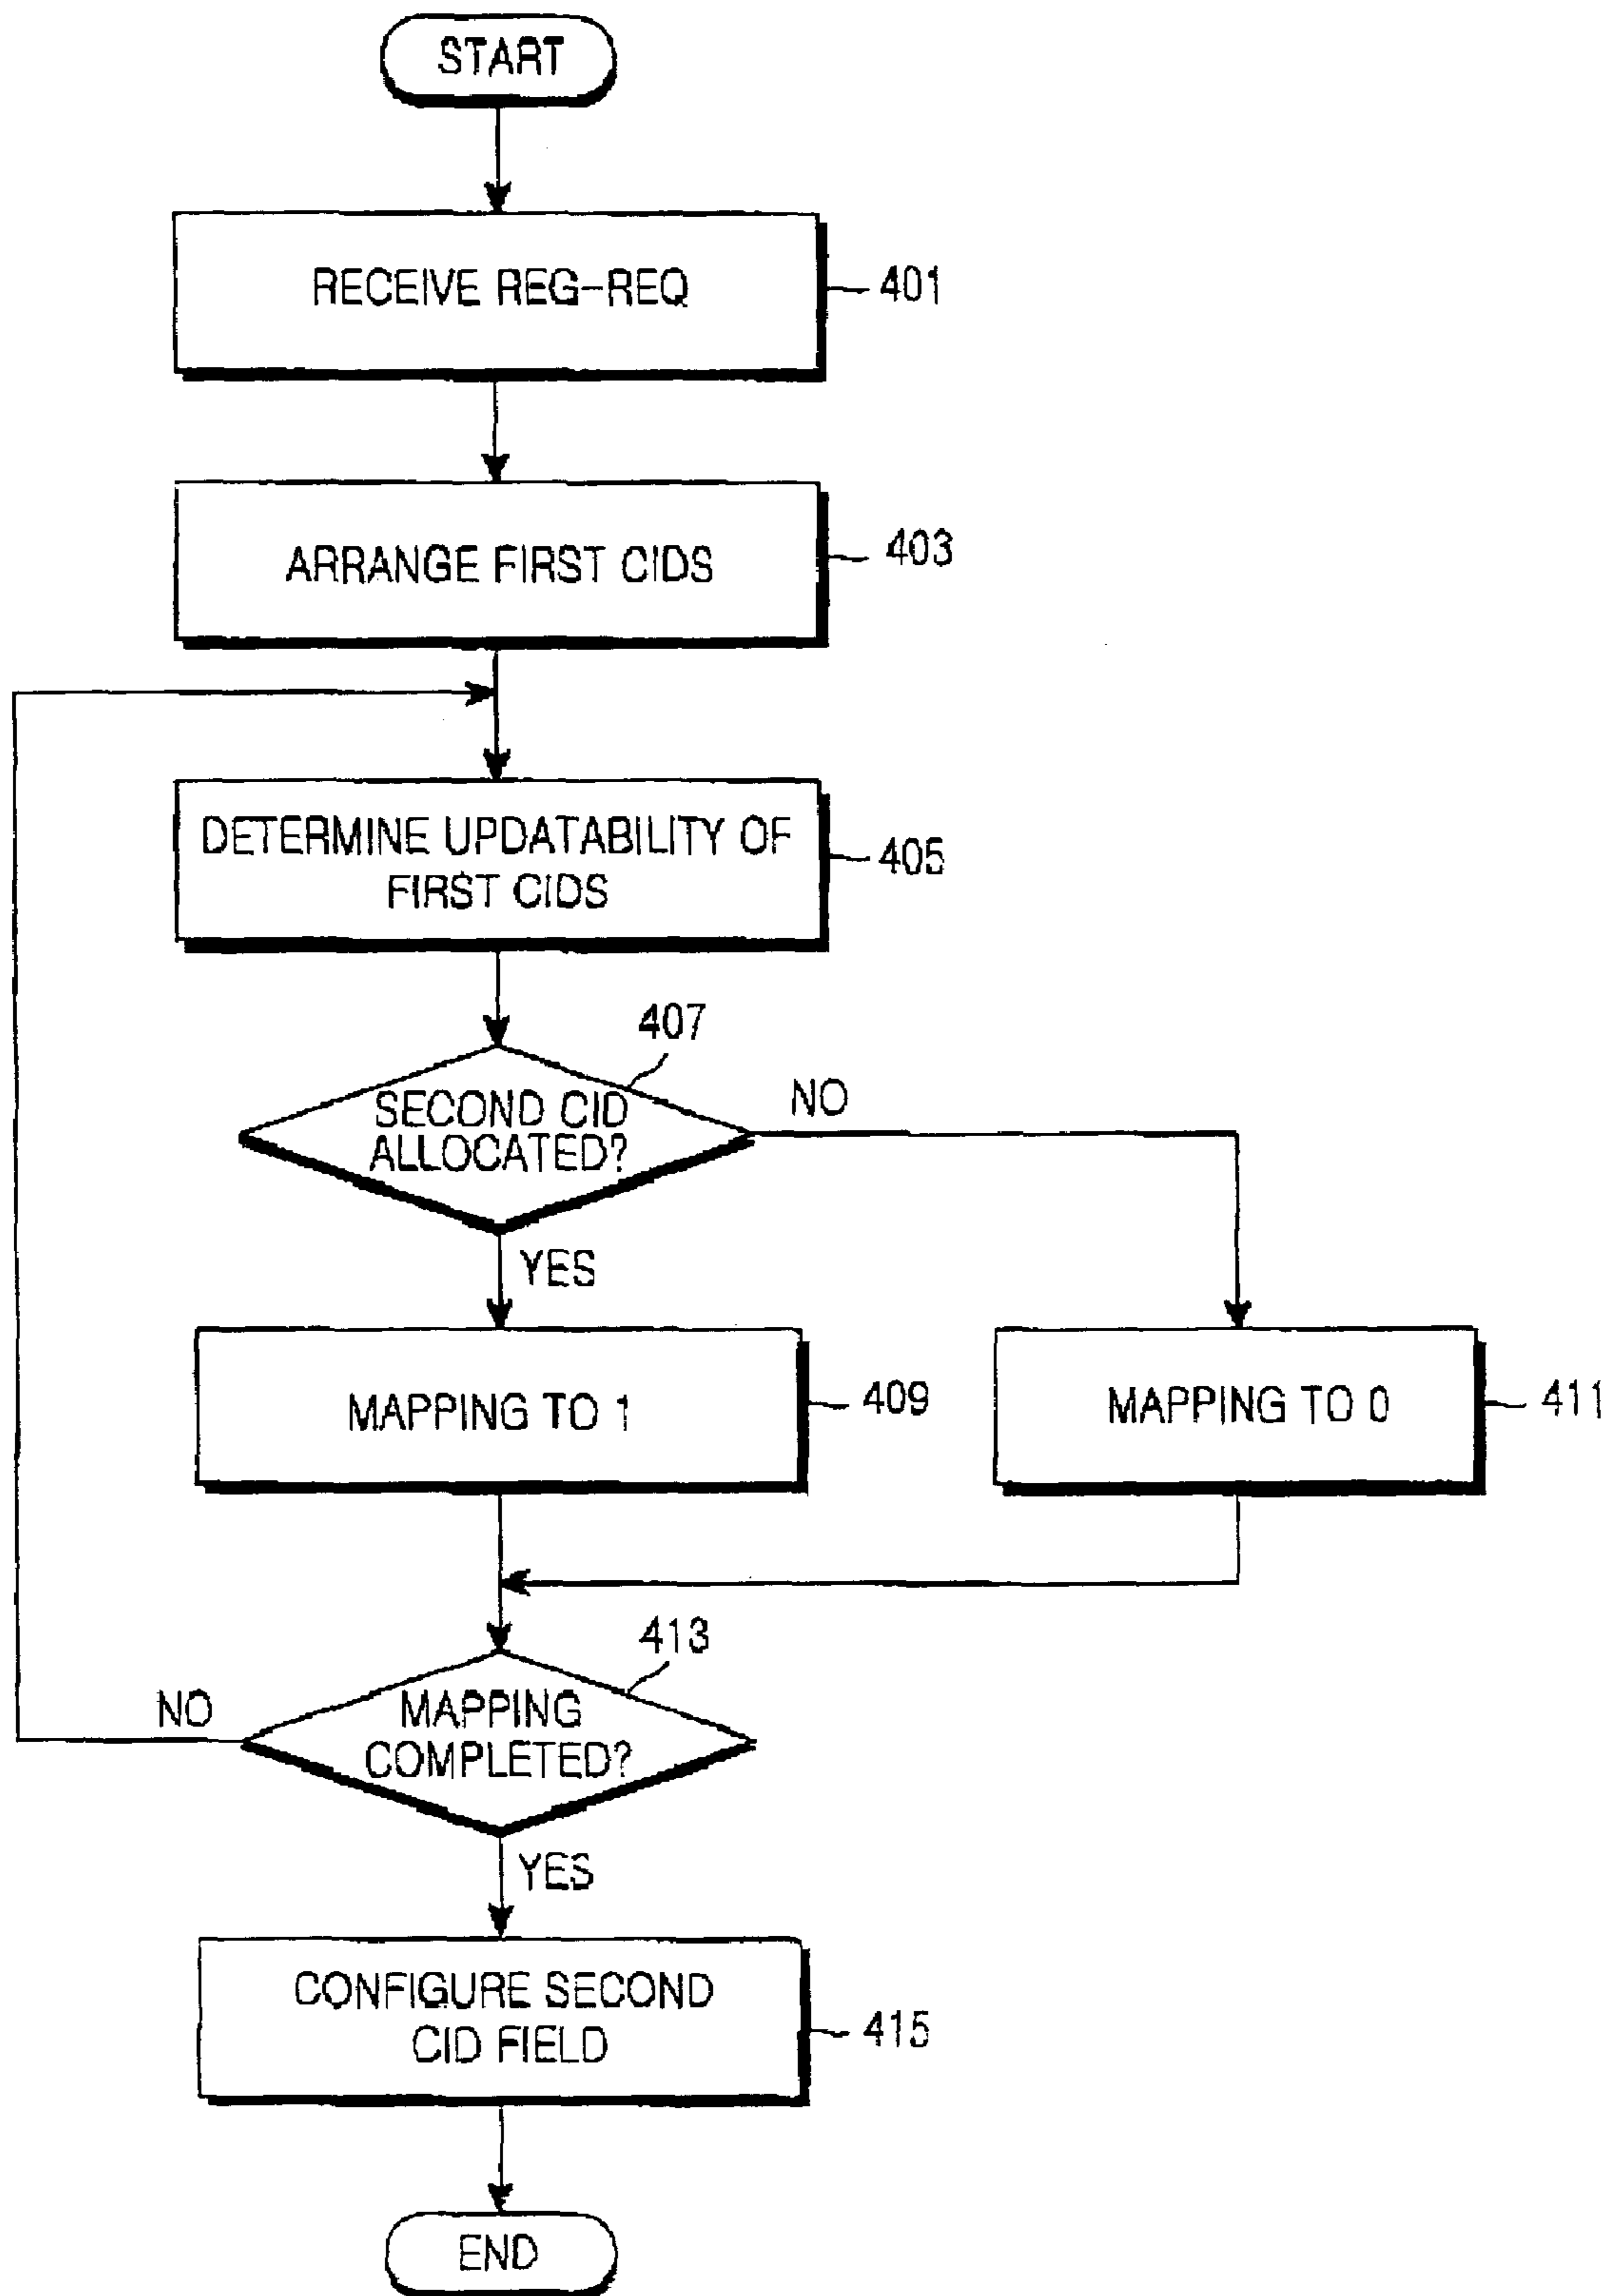 START
RECEIVE REG-REQ
401
ARRANGE FIRST CIDS
403
DETERMINE UPDATABILITY OF
FIRST CIDS
405
407
SECOND CID
ALLOCATED?
NO
YES
MAPPING TO 1
409
MAPPING TO 0
411
413
MAPPING
COMPLETED?
NO
YES
CONFIGURE SECOND
CID FIELD
415
END